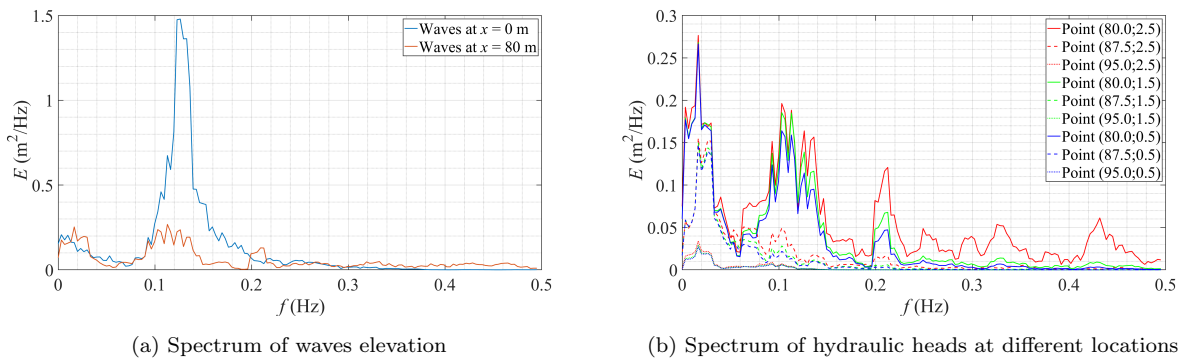 1.5
1
0.5
0
E (m²/Hz)
0 0.1 0.2 0.3 0.4 0.5
f (Hz)
Waves at x = 0 m
Waves at x = 80 m
(a) Spectrum of waves elevation
0.3
0.25
0.2
0.15
0.1
0.05
0
E (m²/Hz)
0 0.1 0.2 0.3 0.4 0.5
f (Hz)
Point (80.0;2.5)
Point (87.5;2.5)
Point (95.0;2.5)
Point (80.0;1.5)
Point (87.5;1.5)
Point (95.0;1.5)
Point (80.0;0.5)
Point (87.5;0.5)
Point (95.0;0.5)
(b) Spectrum of hydraulic heads at different locations